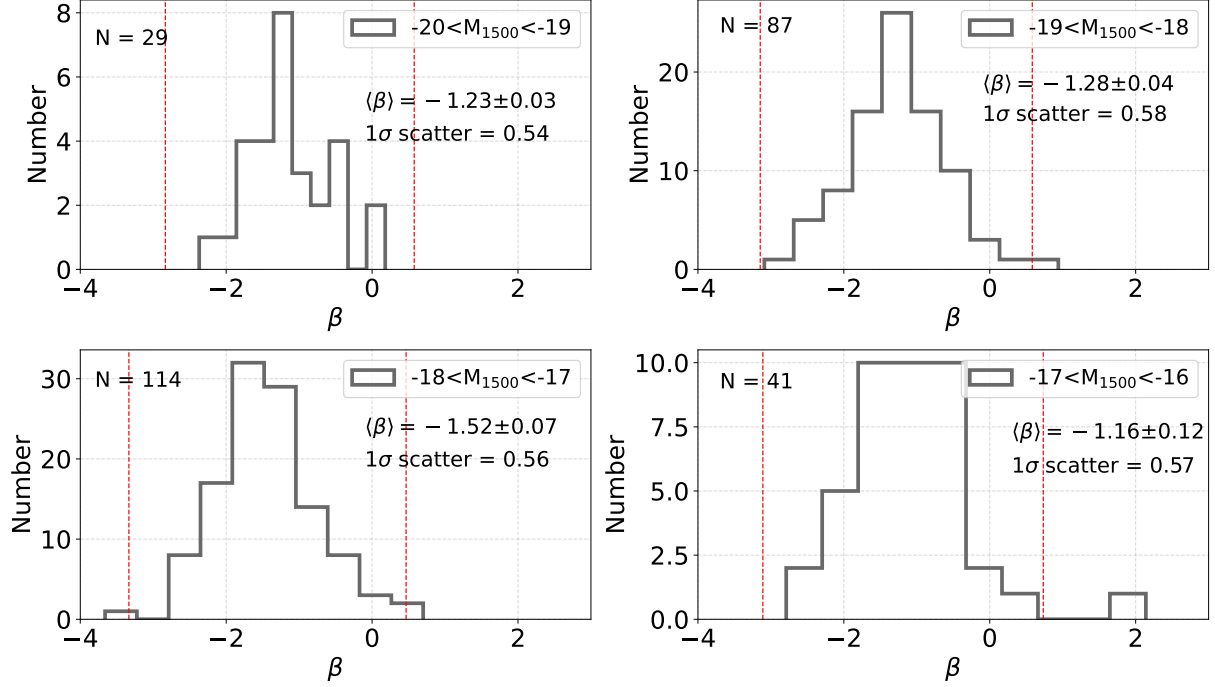 N = 29
-20<M1500<-19
⟨β⟩ = −1.23±0.03
1σ scatter = 0.54
Number
8
6
4
2
0
−4
−2
0
2
β
N = 87
-19<M1500<-18
⟨β⟩ = −1.28±0.04
1σ scatter = 0.58
Number
20
10
0
−4
−2
0
2
β
N = 114
-18<M1500<-17
⟨β⟩ = −1.52±0.07
1σ scatter = 0.56
Number
30
20
10
0
−4
−2
0
2
β
N = 41
-17<M1500<-16
⟨β⟩ = −1.16±0.12
1σ scatter = 0.57
Number
10.0
7.5
5.0
2.5
0.0
−4
−2
0
2
β